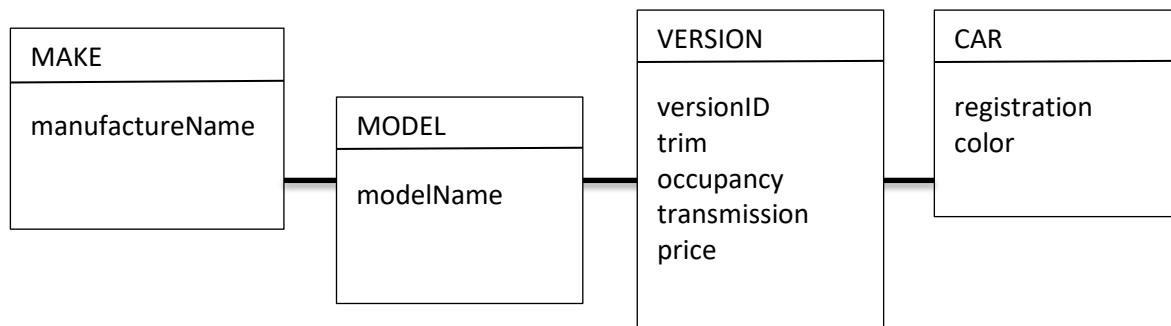 MAKE
manufactureName
MODEL
modelName
VERSION
versionID
trim
occupancy
transmission
price
CAR
registration
color